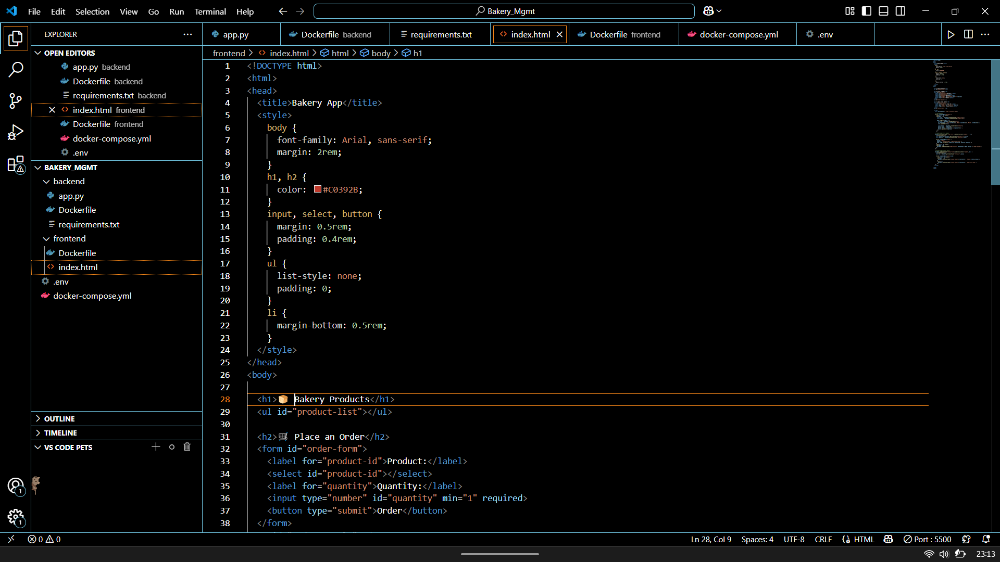 File Edit Selection View Go Run Terminal Help
Bakery_Mgmt
EXPLORER
app.py
Dockerfile backend
requirements.txt
index.html
Dockerfile frontend
docker-compose.yml
.env
OPEN EDITORS
app.py backend
Dockerfile backend
requirements.txt backend
index.html frontend
Dockerfile frontend
docker-compose.yml
.env
BAKERY_MGMT
backend
app.py
Dockerfile
requirements.txt
frontend
Dockerfile
index.html
.env
docker-compose.yml
OUTLINE
TIMELINE
VS CODE PETS
1
1
frontend > index.html > html > body > h1
1 <!DOCTYPE html>
2 <html>
3 <head>
4 <title>Bakery App</title>
5 <style>
6 body {
7 font-family: Arial, sans-serif;
8 margin: 2rem;
9 }
10 h1, h2 {
11 color: #C0392B;
12 }
13 input, select, button {
14 margin: 0.5rem;
15 padding: 0.4rem;
16 }
17 ul {
18 list-style: none;
19 padding: 0;
20 }
21 li {
22 margin-bottom: 0.5rem;
23 }
24 </style>
25 </head>
26 <body>
27
28 <h1>📦 Bakery Products</h1>
29 <ul id="product-list"></ul>
30
31 <h2>🛒 Place an Order</h2>
32 <form id="order-form">
33 <label for="product-id">Product:</label>
34 <select id="product-id"></select>
35 <label for="quantity">Quantity:</label>
36 <input type="number" id="quantity" min="1" required>
37 <button type="submit">Order</button>
38 </form>
0 0
Ln 28, Col 9 Spaces: 4 UTF-8 CRLF HTML Port : 5500
23:13